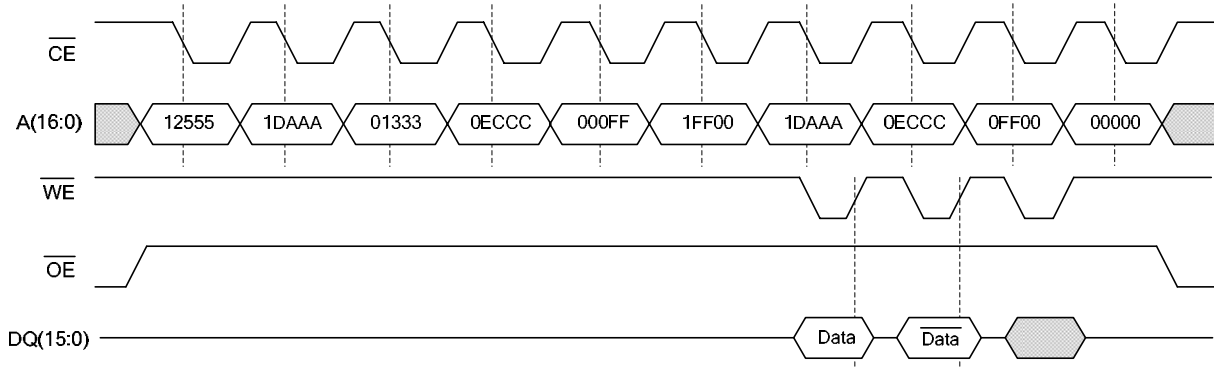 CE
A(16:0) 12555 1DAAA 01333 0ECCC 000FF 1FF00 1DAAA 0ECCC 0FF00 00000
WE
OE
DQ(15:0) Data Data